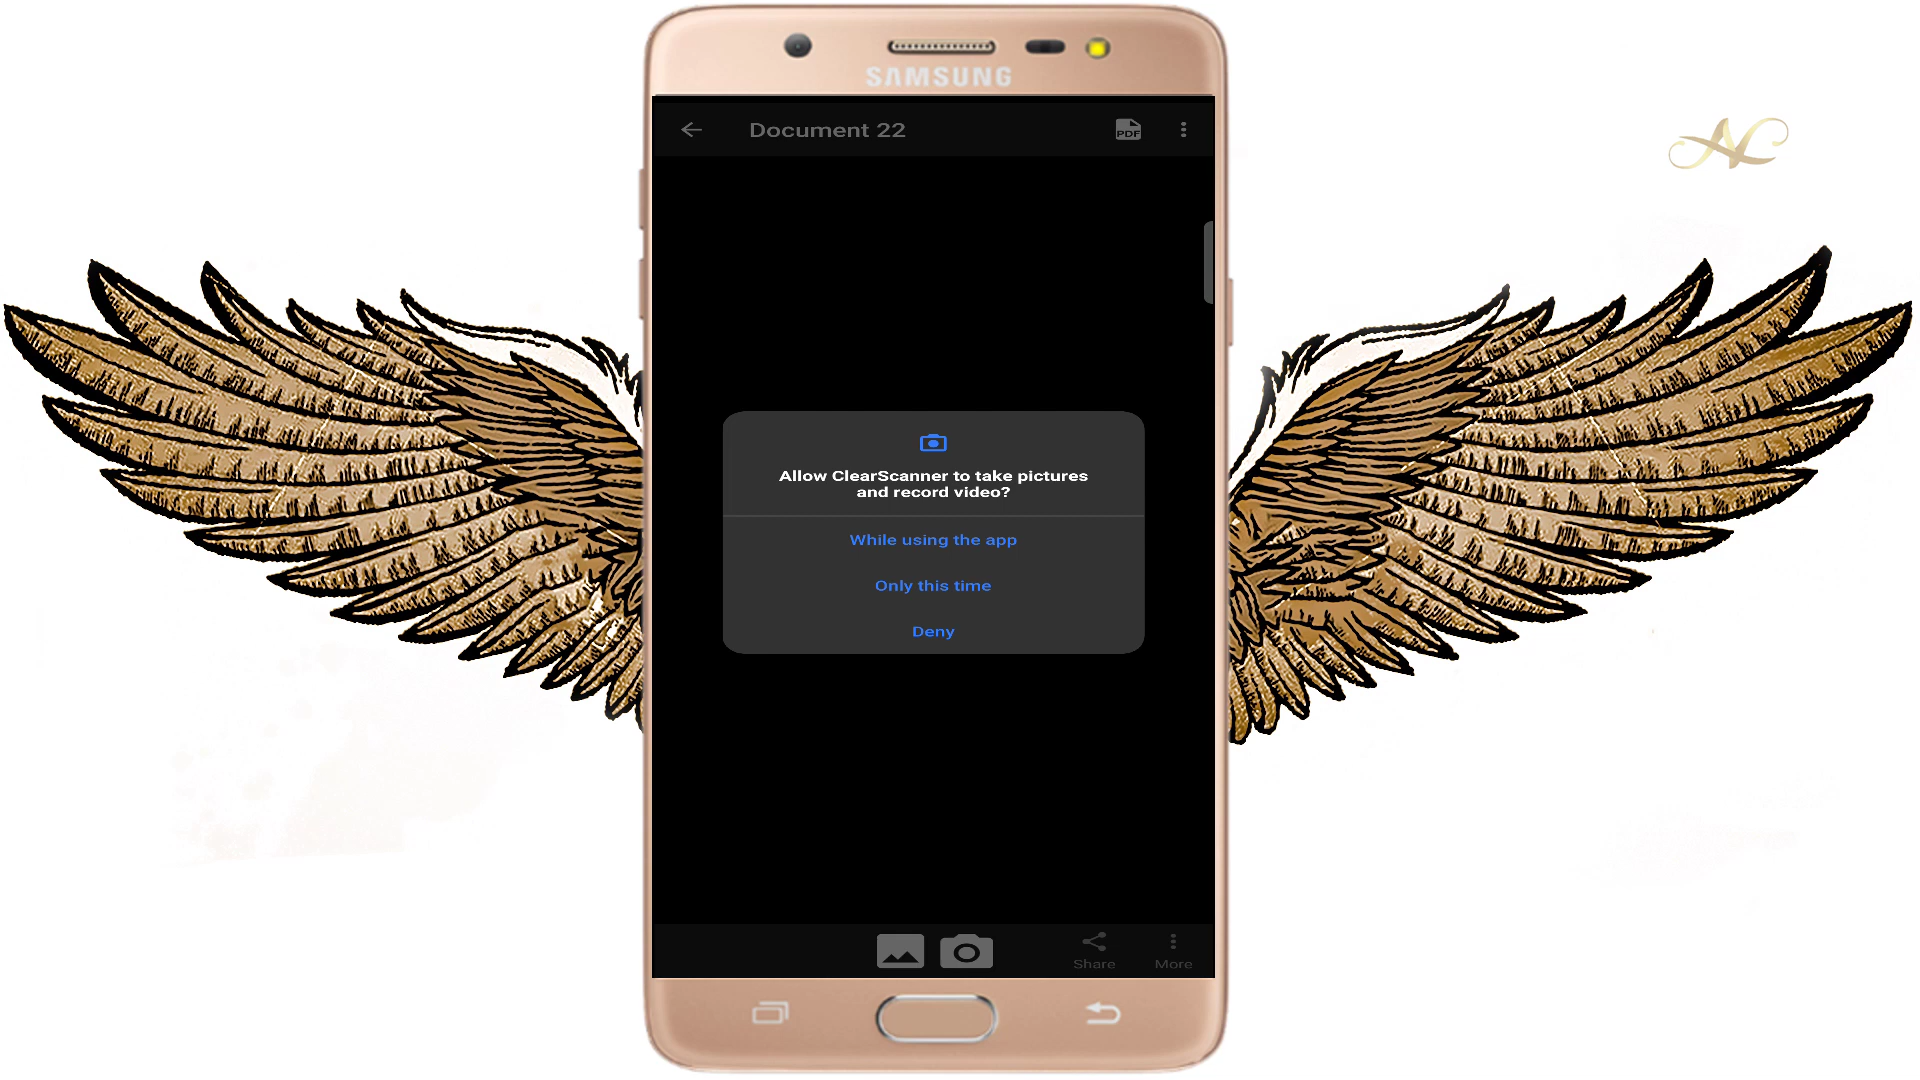 SAMSUNG
Document 22
PDF
Allow ClearScanner to take pictures
and record video?
While using the app
Only this time
Deny
Share
More